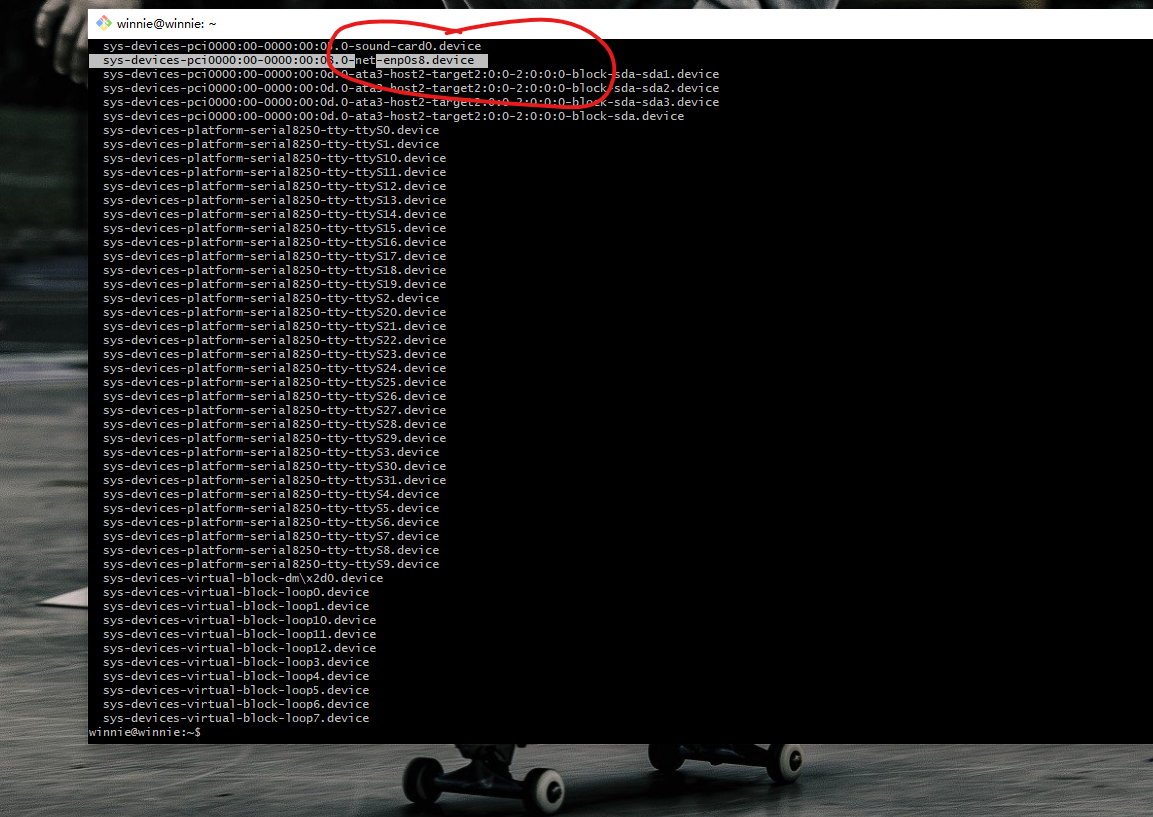 winnie@winnie: ~
sys-devices-pci0000:00-0000:00:05.0-sound-card0.device
sys-devices-pci0000:00-0000:00:08.0-net-enp0s8.device
sys-devices-pci0000:00-0000:00:0d.0-ata3-host2-target2:0:0-2:0:0:0-block-sda-sda1.device
sys-devices-pci0000:00-0000:00:0d.0-ata3-host2-target2:0:0-2:0:0:0-block-sda-sda2.device
sys-devices-pci0000:00-0000:00:0d.0-ata3-host2-target2:0:0-2:0:0:0-block-sda-sda3.device
sys-devices-pci0000:00-0000:00:0d.0-ata3-host2-target2:0:0-2:0:0:0-block-sda.device
sys-devices-platform-serial8250-tty-ttyS0.device
sys-devices-platform-serial8250-tty-ttyS1.device
sys-devices-platform-serial8250-tty-ttyS10.device
sys-devices-platform-serial8250-tty-ttyS11.device
sys-devices-platform-serial8250-tty-ttyS12.device
sys-devices-platform-serial8250-tty-ttyS13.device
sys-devices-platform-serial8250-tty-ttyS14.device
sys-devices-platform-serial8250-tty-ttyS15.device
sys-devices-platform-serial8250-tty-ttyS16.device
sys-devices-platform-serial8250-tty-ttyS17.device
sys-devices-platform-serial8250-tty-ttyS18.device
sys-devices-platform-serial8250-tty-ttyS19.device
sys-devices-platform-serial8250-tty-ttyS2.device
sys-devices-platform-serial8250-tty-ttyS20.device
sys-devices-platform-serial8250-tty-ttyS21.device
sys-devices-platform-serial8250-tty-ttyS22.device
sys-devices-platform-serial8250-tty-ttyS23.device
sys-devices-platform-serial8250-tty-ttyS24.device
sys-devices-platform-serial8250-tty-ttyS25.device
sys-devices-platform-serial8250-tty-ttyS26.device
sys-devices-platform-serial8250-tty-ttyS27.device
sys-devices-platform-serial8250-tty-ttyS28.device
sys-devices-platform-serial8250-tty-ttyS29.device
sys-devices-platform-serial8250-tty-ttyS3.device
sys-devices-platform-serial8250-tty-ttyS30.device
sys-devices-platform-serial8250-tty-ttyS31.device
sys-devices-platform-serial8250-tty-ttyS4.device
sys-devices-platform-serial8250-tty-ttyS5.device
sys-devices-platform-serial8250-tty-ttyS6.device
sys-devices-platform-serial8250-tty-ttyS7.device
sys-devices-platform-serial8250-tty-ttyS8.device
sys-devices-platform-serial8250-tty-ttyS9.device
sys-devices-virtual-block-dm\x2d0.device
sys-devices-virtual-block-loop0.device
sys-devices-virtual-block-loop1.device
sys-devices-virtual-block-loop10.device
sys-devices-virtual-block-loop11.device
sys-devices-virtual-block-loop12.device
sys-devices-virtual-block-loop3.device
sys-devices-virtual-block-loop4.device
sys-devices-virtual-block-loop5.device
sys-devices-virtual-block-loop6.device
sys-devices-virtual-block-loop7.device
winnie@winnie:~$